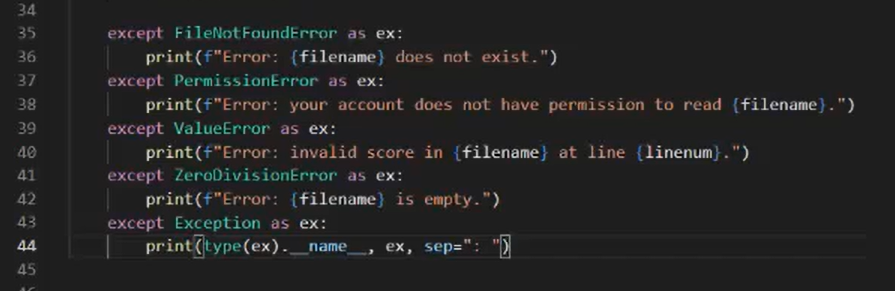 34
35 except FileNotFoundError as ex:
36 print(f"Error: {filename} does not exist.")
37 except PermissionError as ex:
38 print(f"Error: your account does not have permission to read {filename}.")
39 except ValueError as ex:
40 print(f"Error: invalid score in {filename} at line {linenum}.")
41 except ZeroDivisionError as ex:
42 print(f"Error: {filename} is empty.")
43 except Exception as ex:
44 print(type(ex).__name__, ex, sep=": ")
45